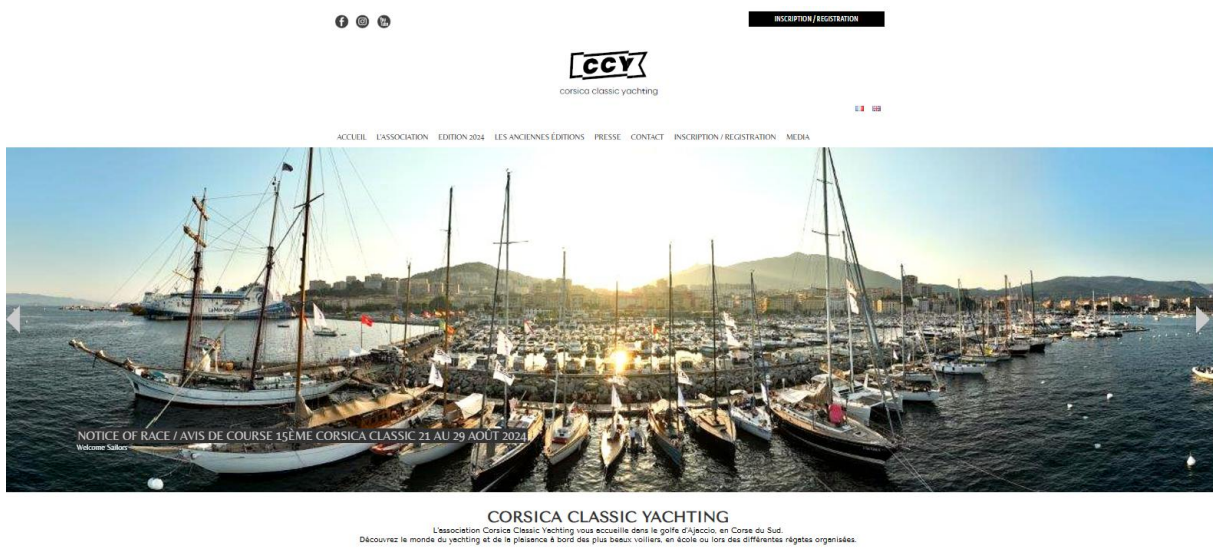 INSCRIPTION / REGISTRATION
CCY
corsica classic yachting
ACCUEIL L'ASSOCIATION EDITION 2024 LES ANCIENNES ÉDITIONS PRESSE CONTACT INSCRIPTION / REGISTRATION MEDIA
La Méridionale
NOTICE OF RACE / AVIS DE COURSE 15ÈME CORSICA CLASSIC 21 AU 29 AOÛT 2024
Welcome Sailors
CORSICA CLASSIC YACHTING
L'association Corsica Classic Yachting vous accueille dans le golfe d'Ajaccio, en Corse du Sud.
Découvrez le monde du yachting et de la plaisance à bord des plus beaux voiliers, en école ou lors des différentes régates organisées.